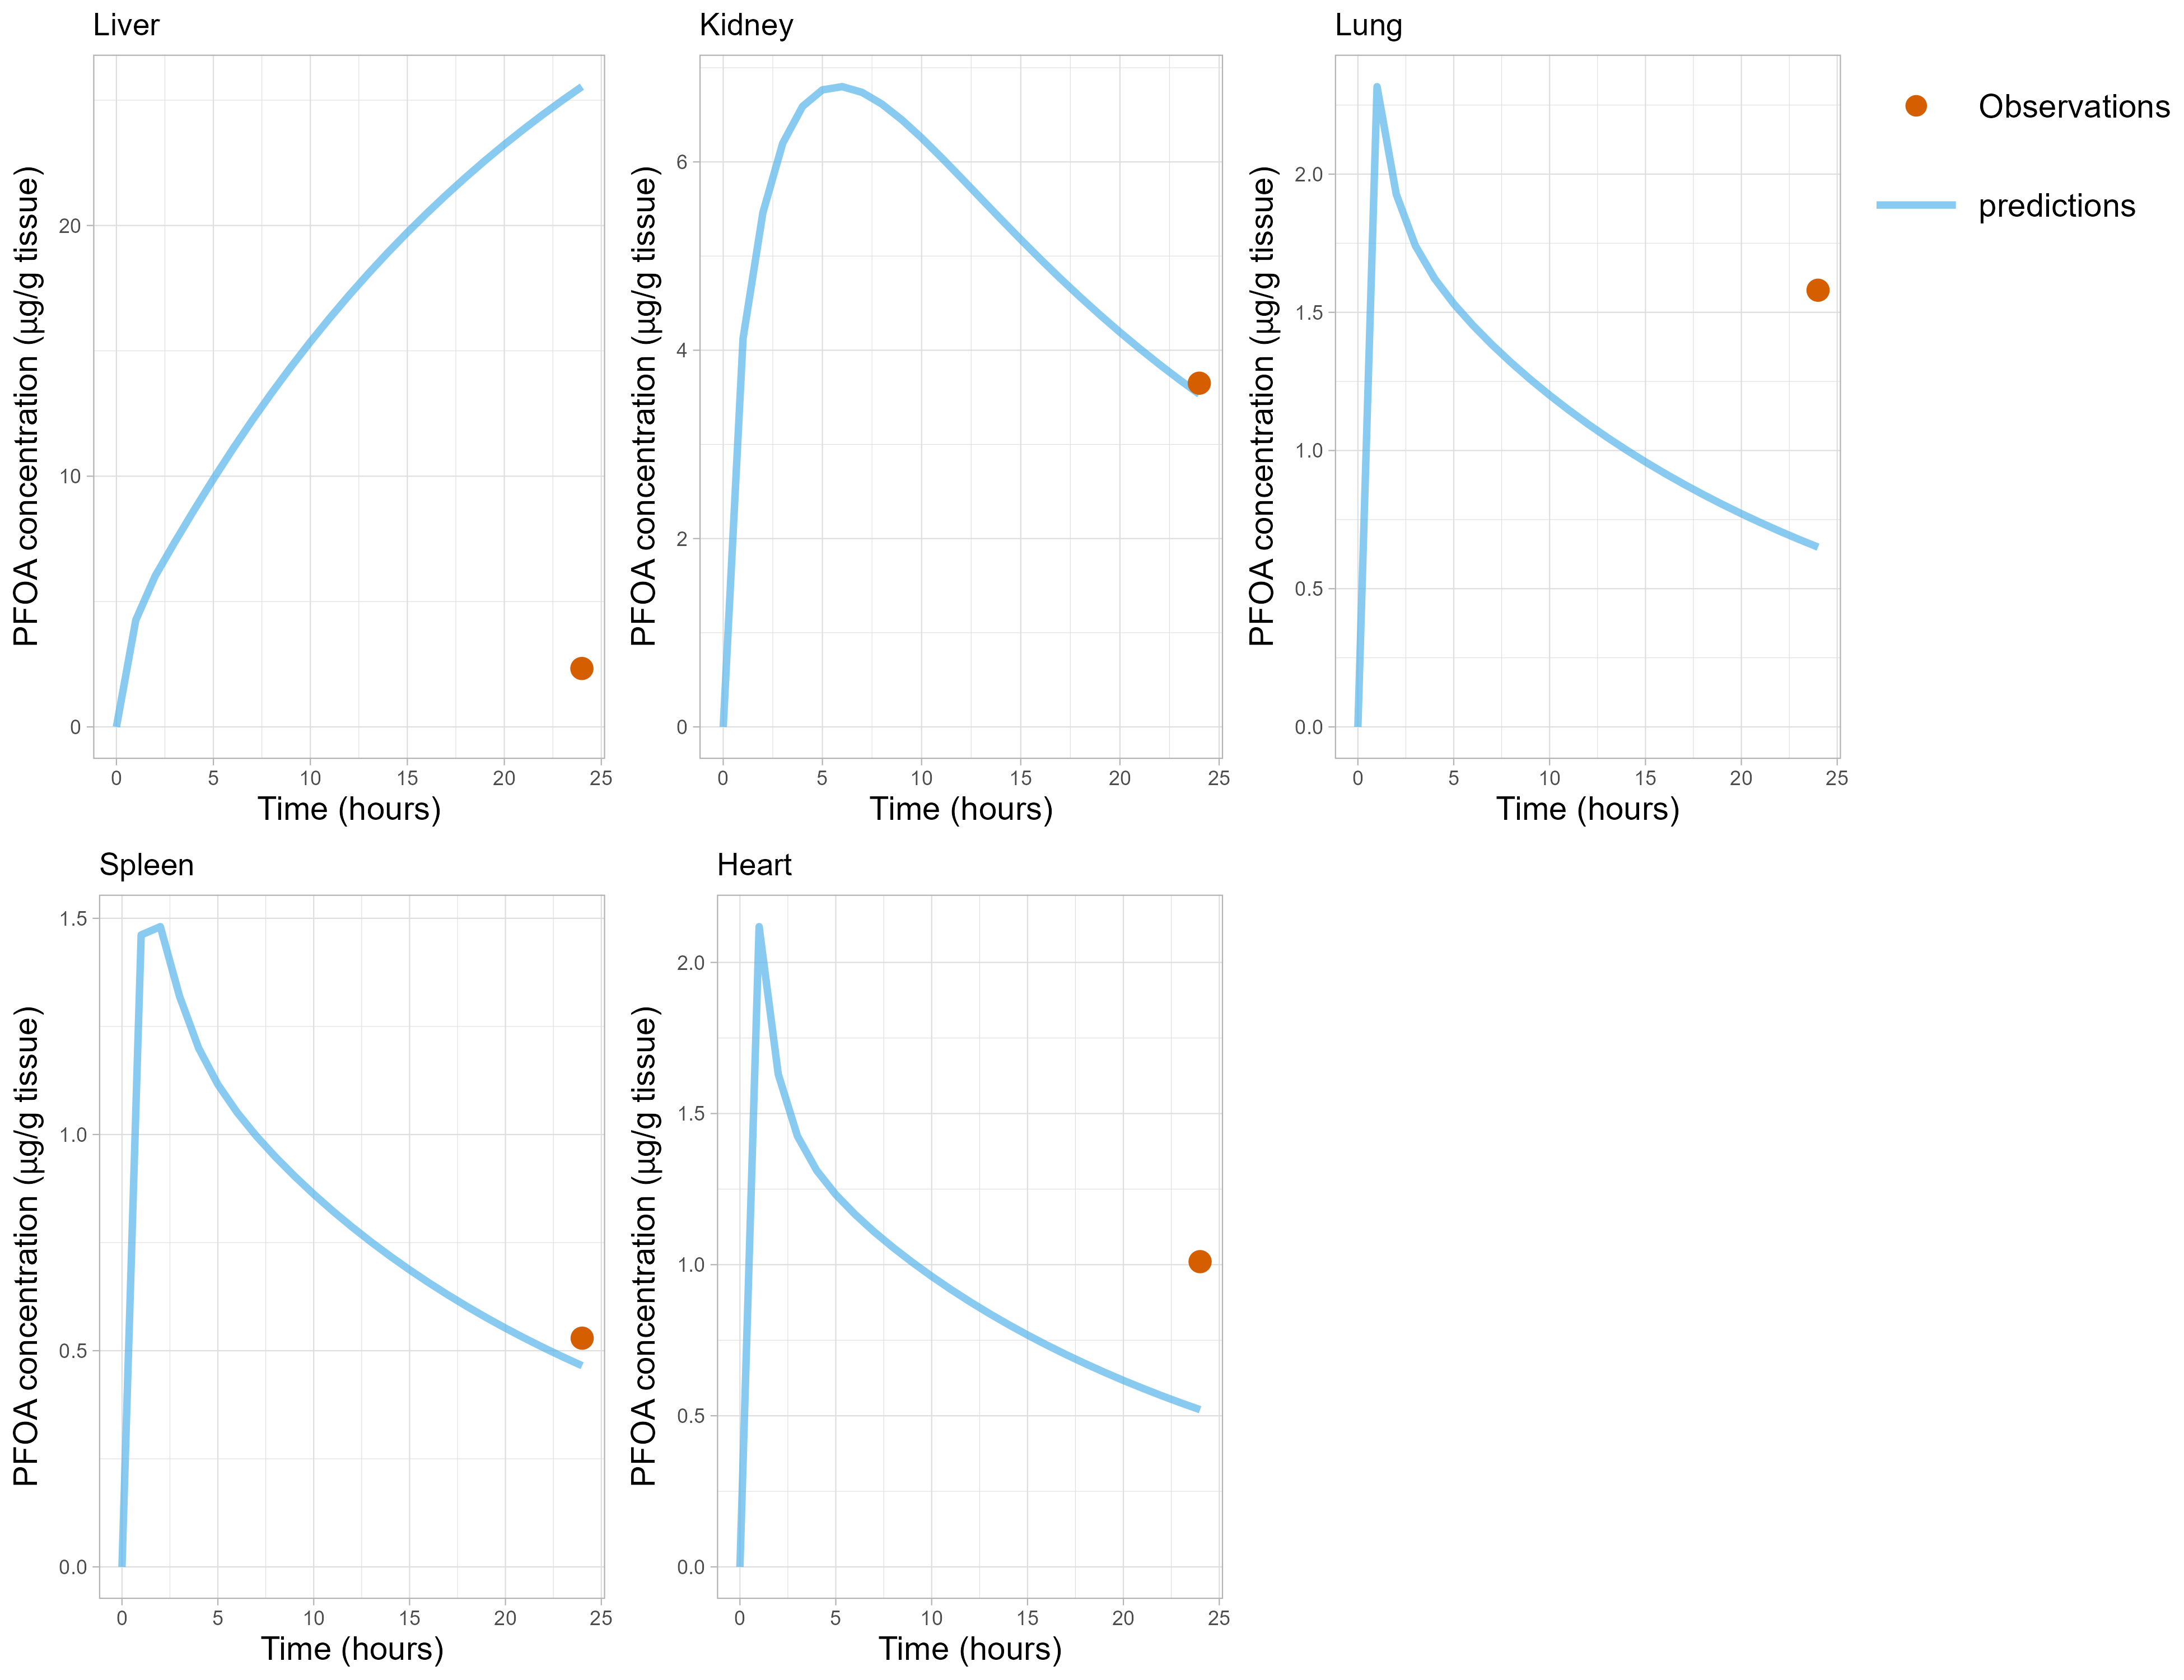 Liver
PFOA concentration (µg/g tissue)
20
10
0
0 5 10 15 20 25
Time (hours)
Kidney
PFOA concentration (µg/g tissue)
6
4
2
0
0 5 10 15 20 25
Time (hours)
Lung
PFOA concentration (µg/g tissue)
2.0
1.5
1.0
0.5
0.0
0 5 10 15 20 25
Time (hours)
Observations
predictions
Spleen
PFOA concentration (µg/g tissue)
1.5
1.0
0.5
0.0
0 5 10 15 20 25
Time (hours)
Heart
PFOA concentration (µg/g tissue)
2.0
1.5
1.0
0.5
0.0
0 5 10 15 20 25
Time (hours)